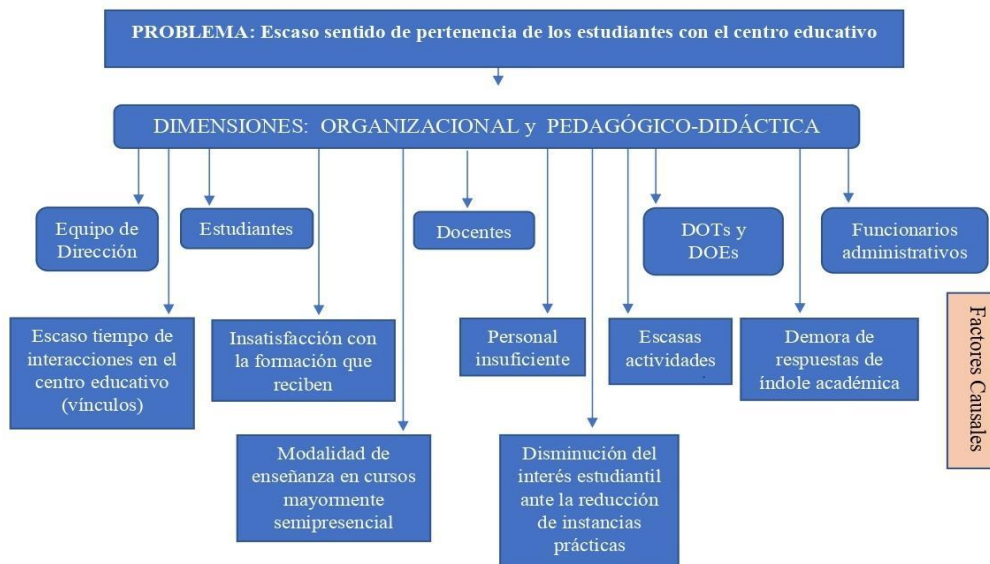 PROBLEMA: Escaso sentido de pertenencia de los estudiantes con el centro educativo
DIMENSIONES: ORGANIZACIONAL y PEDAGÓGICO-DIDÁCTICA
Equipo de
Dirección
Estudiantes
Docentes
DOTs y
DOEs
Funcionarios
administrativos
Escaso tiempo de
interacciones en el
centro educativo
(vínculos)
Insatisfacción con
la formación que
reciben
Personal
insuficiente
Escasas
actividades
Demora de
respuestas de
índole académica
Factores Causales
Modalidad de
enseñanza en cursos
mayormente
semipresencial
Disminución del
interés estudiantil
ante la reducción
de instancias
prácticas